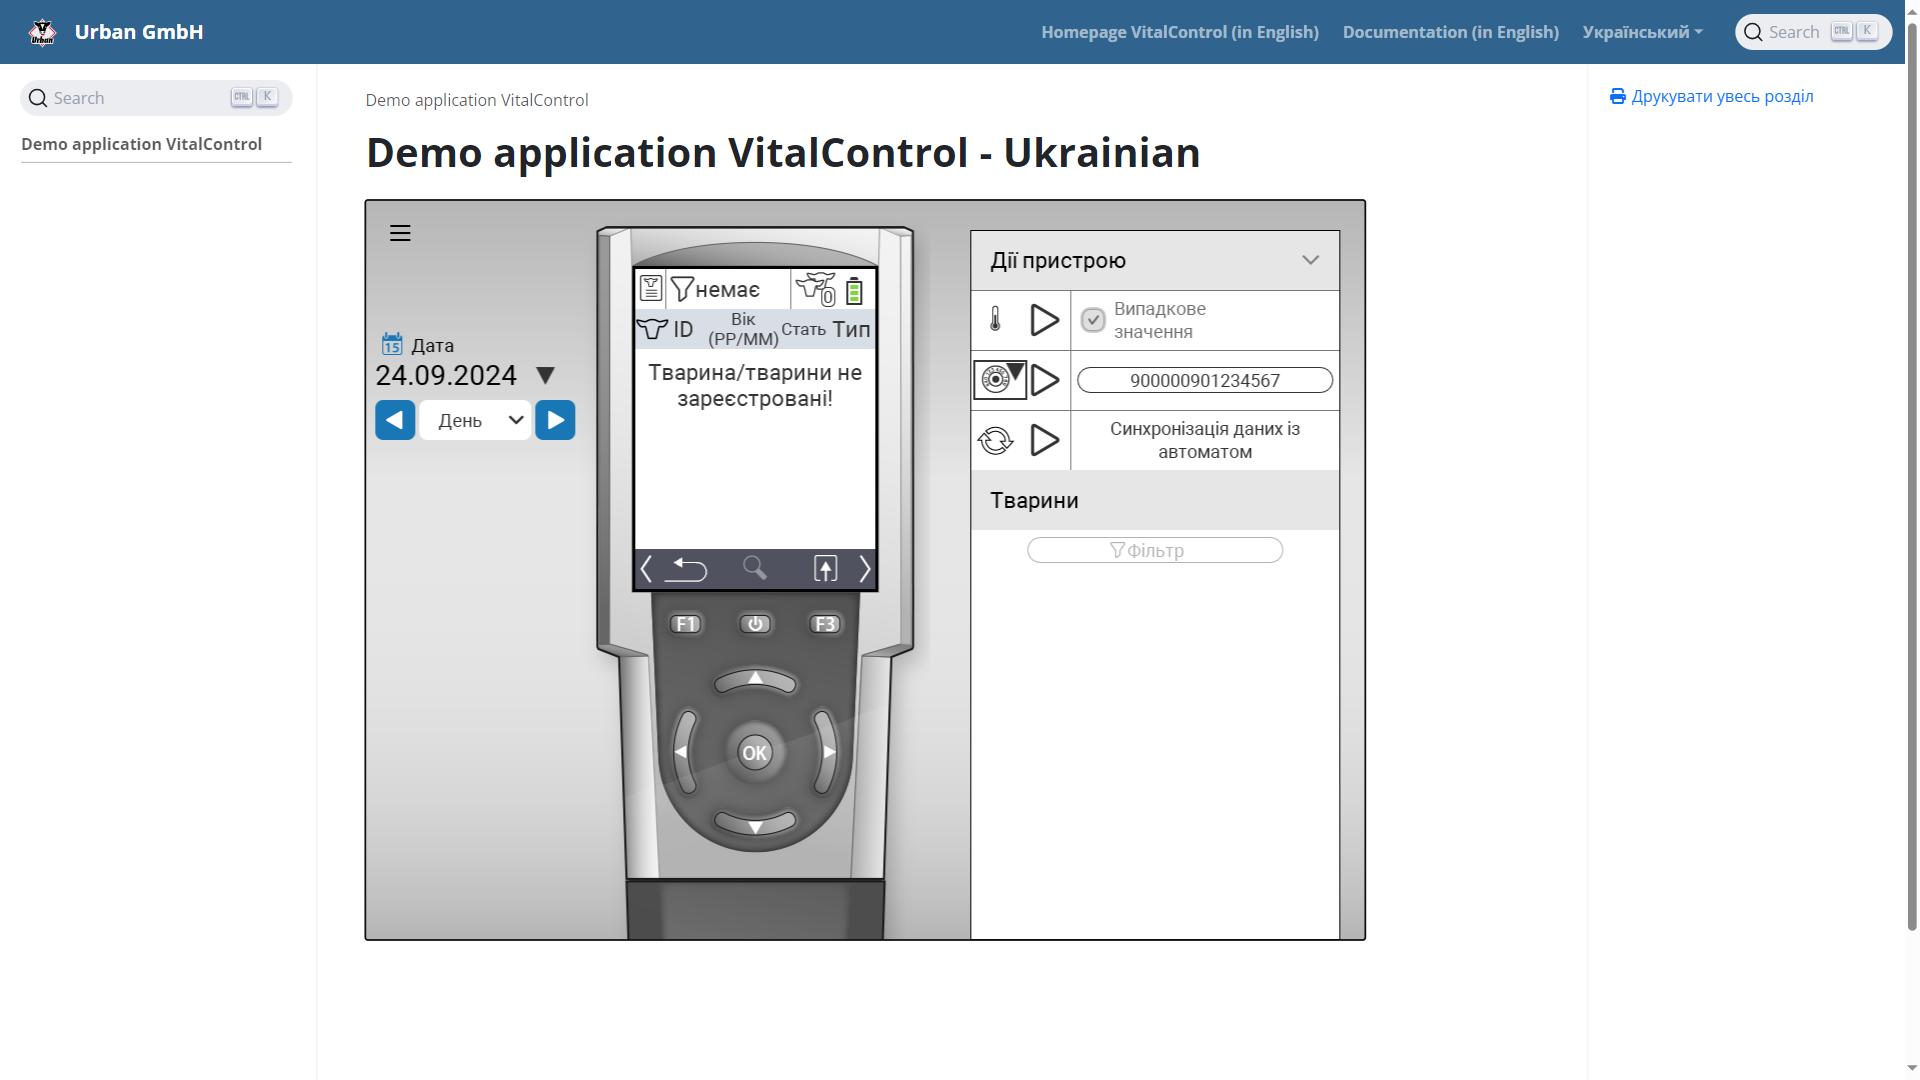 Urban GmbH
Homepage VitalControl (in English)
Documentation (in English)
Український
Search
CTRL
K
Search
CTRL
K
Demo application VitalControl
Demo application VitalControl
Demo application VitalControl - Ukrainian
Друкувати увесь розділ
15
Дата
24.09.2024
День
немає
0
ID
Вік
(РР/ММ)
Стать
Тип
Тварина/тварини не
зареєстровані!
F1
F3
OK
Дії пристрою
Випадкове
значення
900000901234567
Синхронізація даних із
автоматом
Тварини
Фільтр